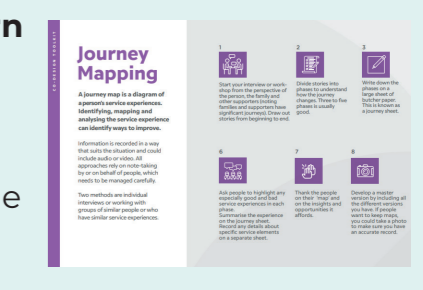 n
e
CO-DESIGN TOOLKIT
Journey
Mapping
A journey map is a diagram of
a person's service experiences.
Identifying, mapping and
analysing the service experience
can identify ways to improve.
Information is recorded in a way
that suits the situation and could
include audio or video. All
approaches rely on note-taking
by or on behalf of people, which
needs to be managed carefully.
Two methods are individual
interviews or working with
groups of similar people or who
have similar service experiences.
1
Start your interview or work-
shop from the perspective of
the person, the family and
other supporters (noting
families and supporters have
significant journeys). Draw out
stories from beginning to end.
2
Divide stories into
phases to understand
how the journey
changes. Three to five
phases is usually
good.
3
Write down the
phases on a
large sheet of
butcher paper.
This is known as
a journey sheet.
6
Ask people to highlight any
especially good and bad
service experiences in each
phase.
Summarise the experience
on the journey sheet.
Record any details about
specific service elements
on a separate sheet.
7
Thank the people
on their 'map' and
on the insights and
opportunities it
affords.
8
Develop a master
version by including all
the different versions
you have. If people
want to keep maps,
you could take a photo
to make sure you have
an accurate record.